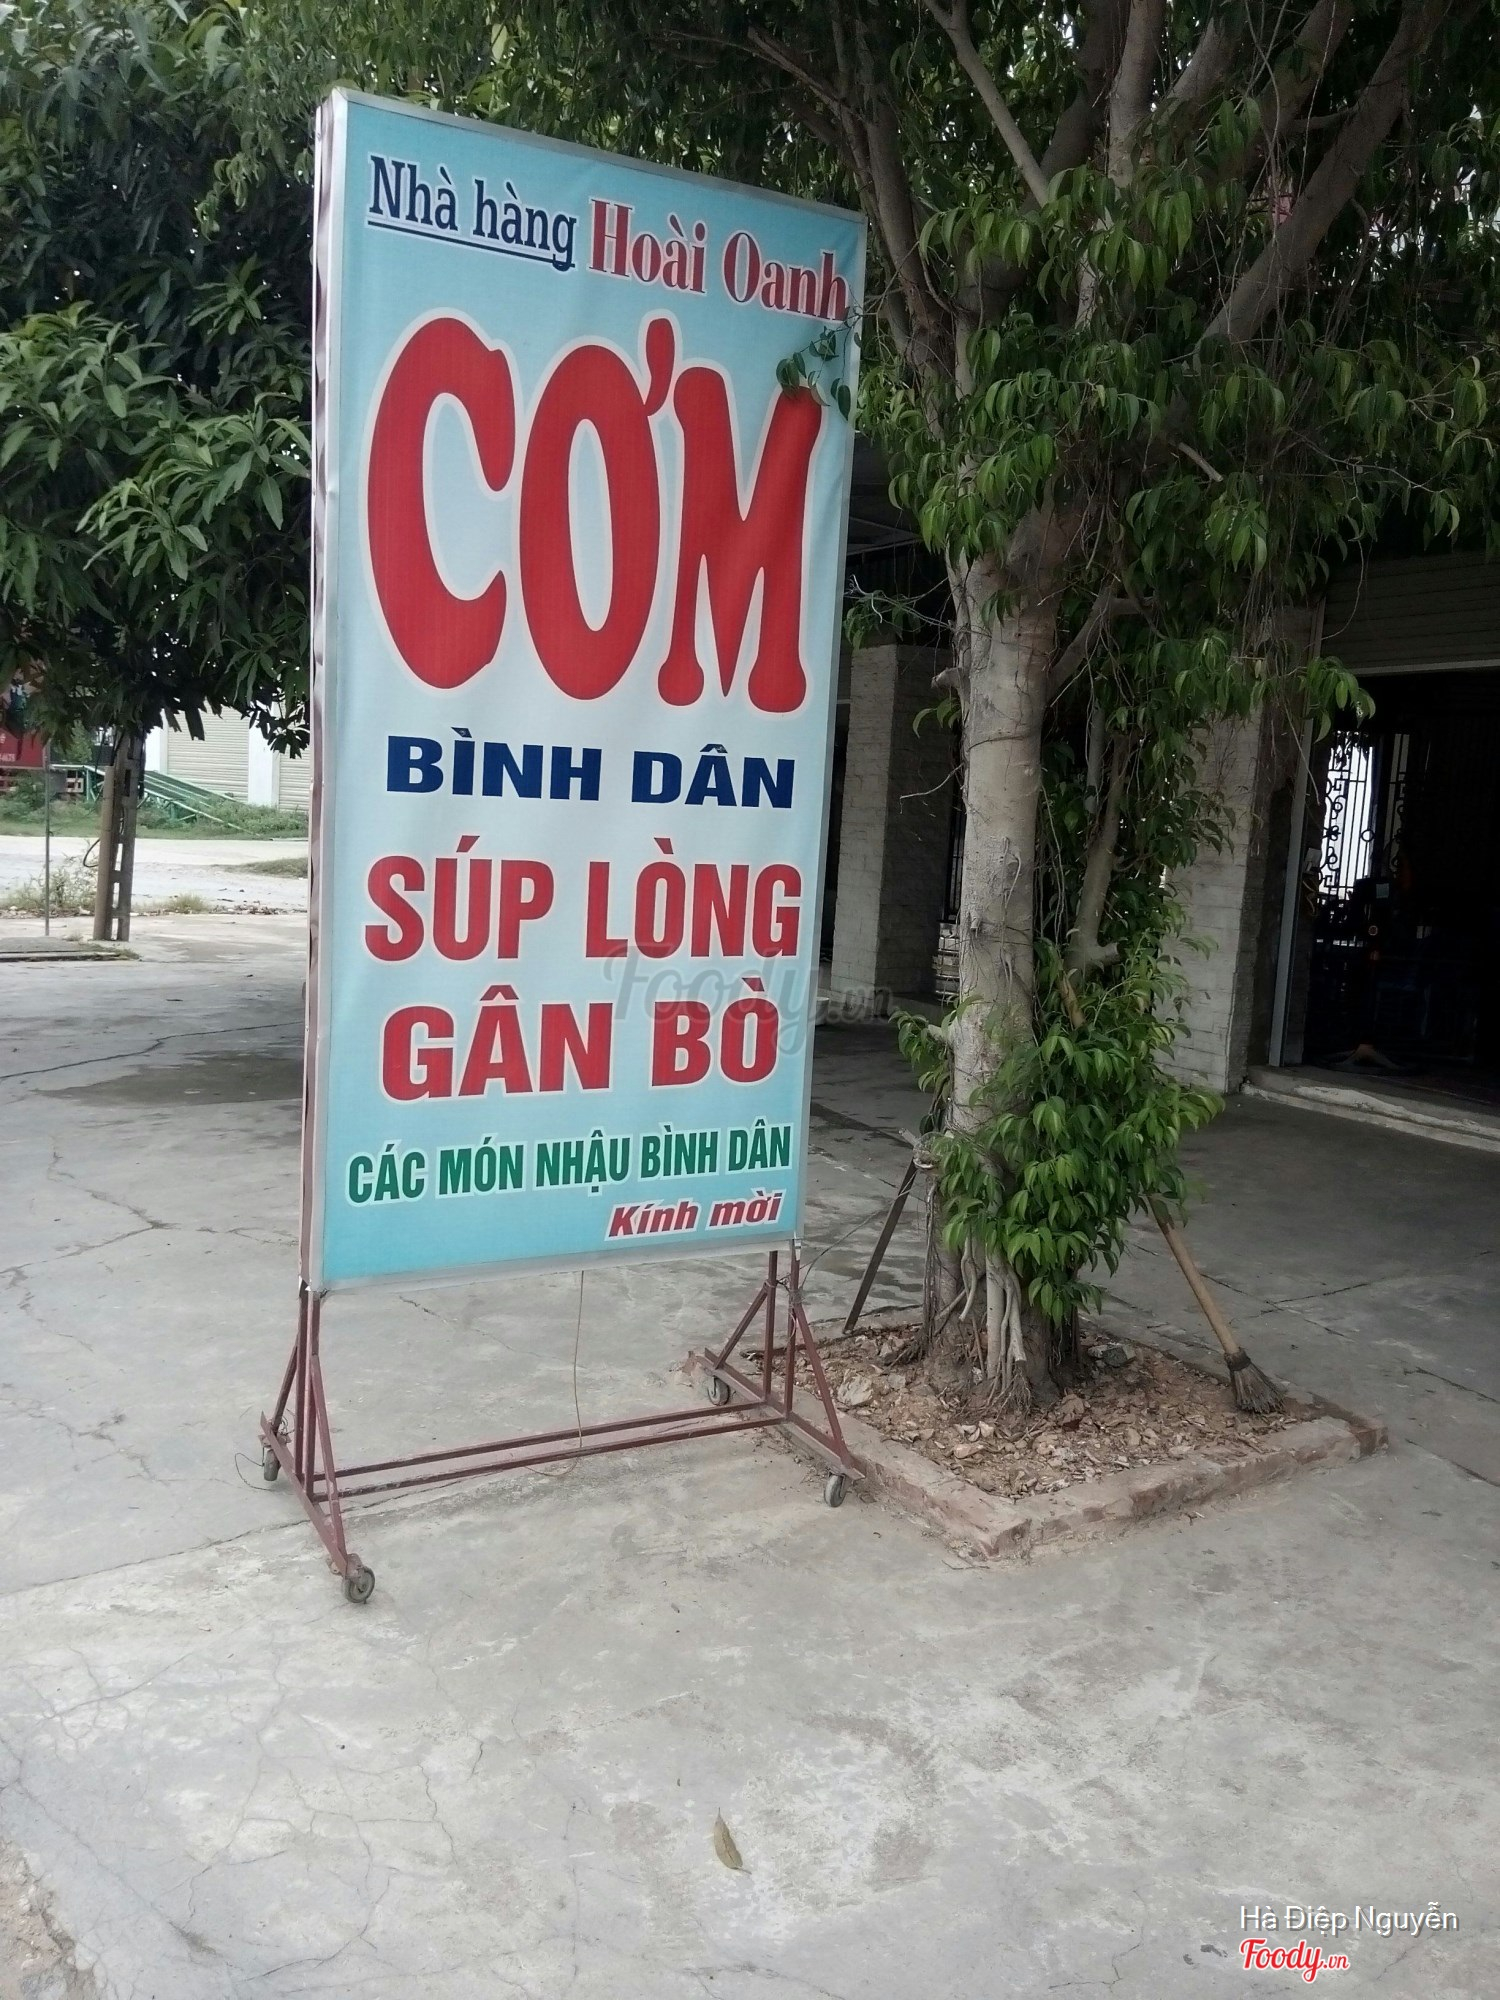 Nhà hàng Hoài Oanh
CƠM
BÌNH DÂN
SÚP LÒNG
GÂN BÒ
CÁC MÓN NHẬU BÌNH DÂN
Kính mời
Foody.vn
Hà Điệp Nguyễn
Foody.vn